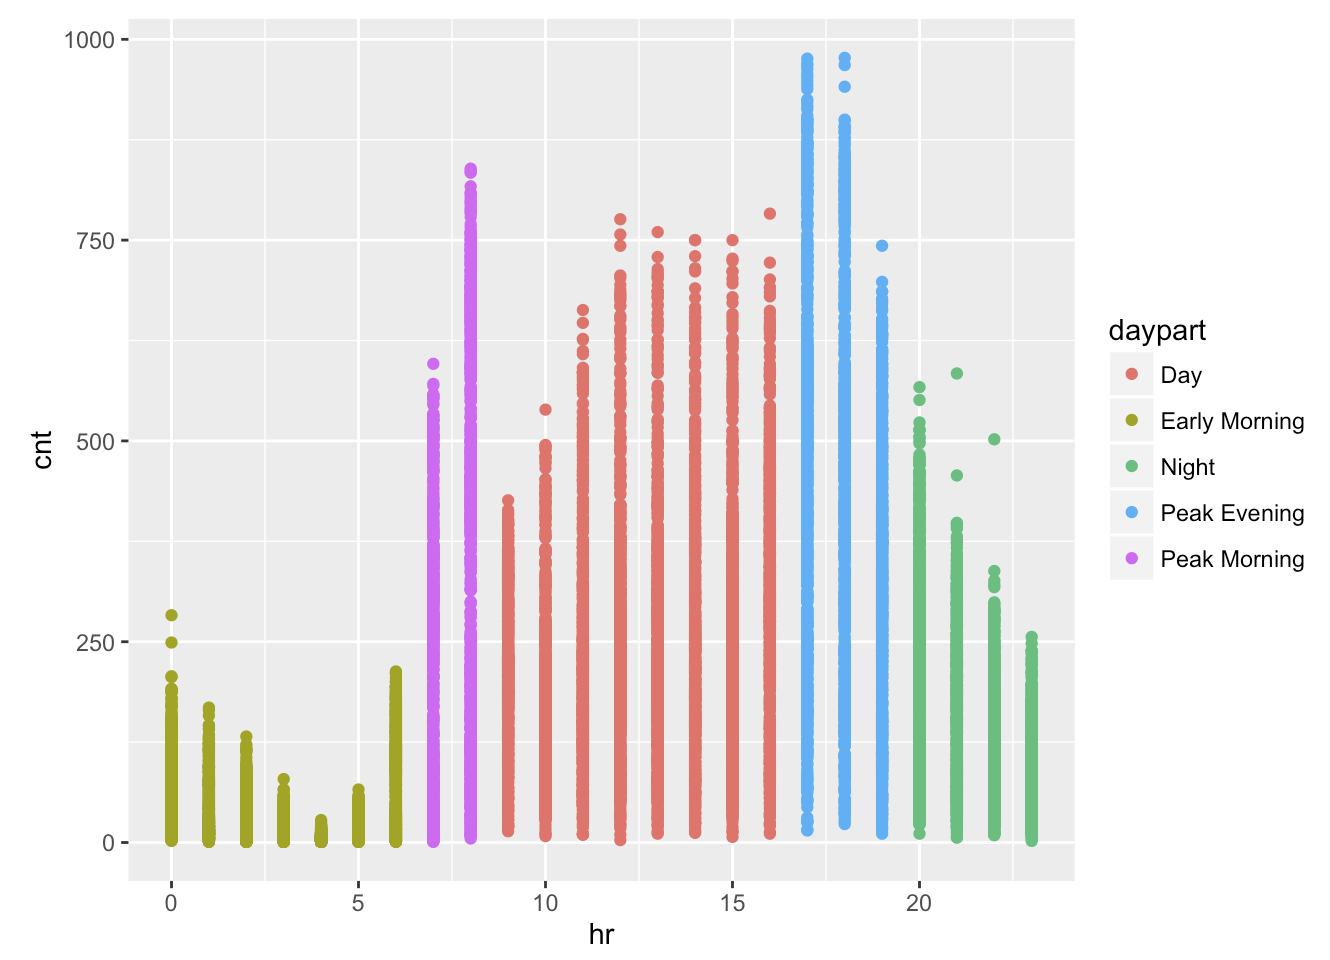 1000
750
500
250
0
cnt
0 5 10 15 20
hr
daypart
Day
Early Morning
Night
Peak Evening
Peak Morning